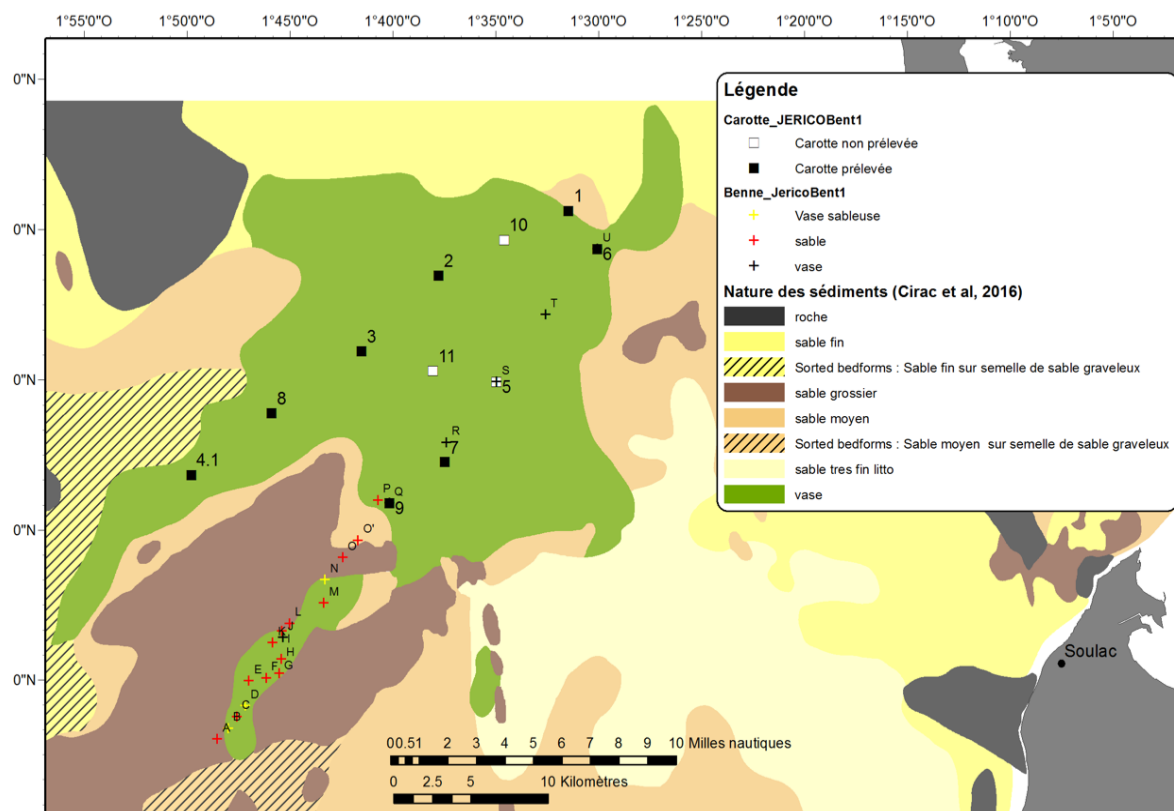 1°55'0"O 1°50'0"O 1°45'0"O 1°40'0"O 1°35'0"O 1°30'0"O 1°25'0"O 1°20'0"O 1°15'0"O 1°10'0"O 1°5'0"O
0"N
0"N
0"N
0"N
0"N
Légende
Carotte_JERICOBent1
Carotte non prélevée
Carotte prélevée
Benne_JericoBent1
Vase sableuse
sable
vase
Nature des sédiments (Cirac et al, 2016)
roche
sable fin
Sorted bedforms : Sable fin sur semelle de sable graveleux
sable grossier
sable moyen
Sorted bedforms : Sable moyen sur semelle de sable graveleux
sable tres fin litto
vase
1
10
U
6
2
T
3
11
S
5
8
R
7
4.1
P Q
9
O'
O
N
M
L
J
I
H
G
F
E
D
C
A
Soulac
0 0.51 2 3 4 5 6 7 8 9 10 Milles nautiques
0 2.5 5 10 Kilomètres